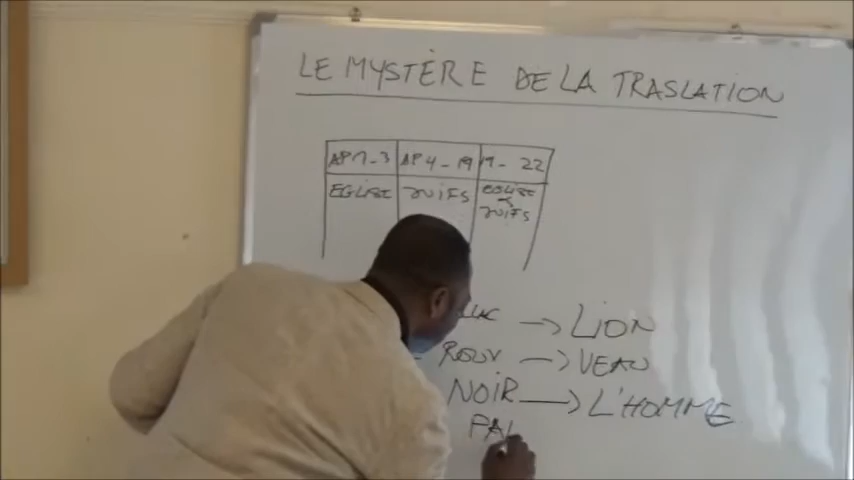 LE MYSTÈRE DE LA TRASLATION
AP 1-3 AP 4-19 19-22
EGLISE JUIFS EGLISE
&
JUIFS
→ LION
ROUV → VEAU
NOIR → L'HOMME
PAL